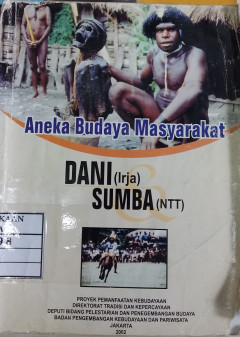 Aneka Budaya Masyarakat
DANI (Irja)
&
SUMBA (NTT)
KAAN
PROYEK PEMANFAATAN KEBUDAYAAN
DIREKTORAT TRADISI DAN KEPERCAYAAN
DEPUTI BIDANG PELESTARIAN DAN PENGEMBANGAN BUDAYA
BADAN PENGEMBANGAN KEBUDAYAAN DAN PARIWISATA
JAKARTA
2002